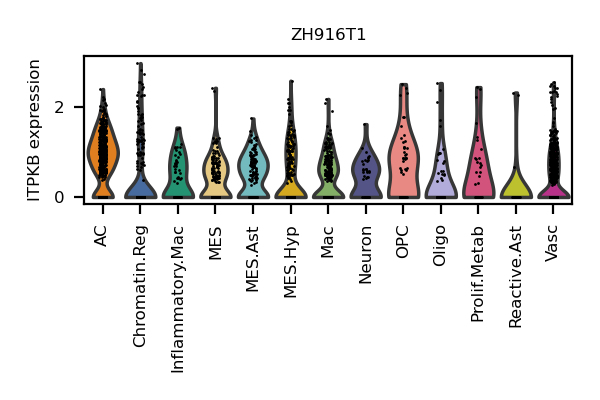 ZH916T1
ITPKB expression
2
0
AC
Chromatin.Reg
Inflammatory.Mac
MES
MES.Ast
MES.Hyp
Mac
Neuron
OPC
Oligo
Prolif.Metab
Reactive.Ast
Vasc